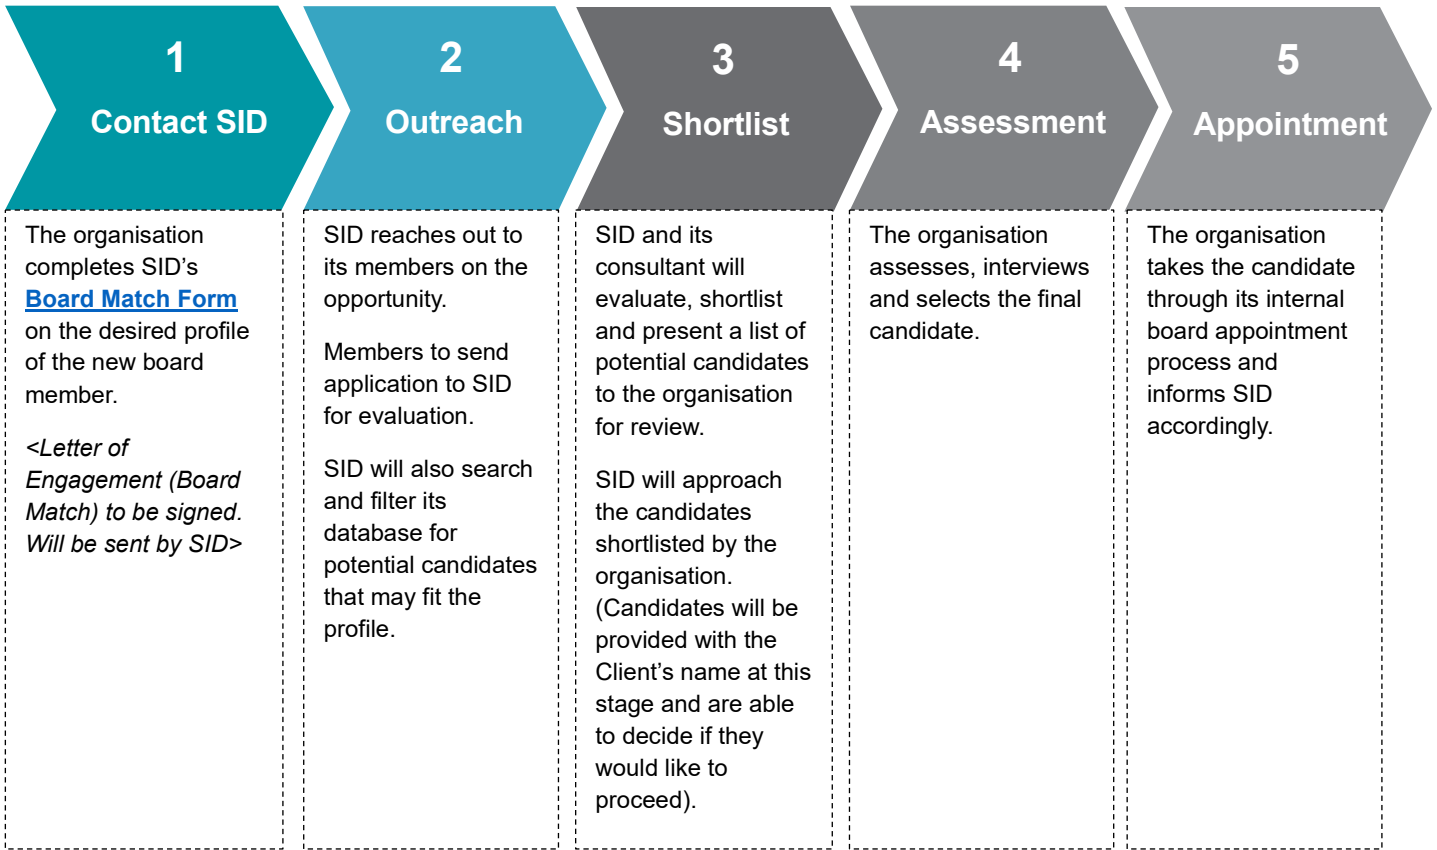 1
Contact SID
The organisation
completes SID’s
Board Match Form
on the desired profile
of the new board
member.
<Letter of
Engagement (Board
Match) to be signed.
Will be sent by SID>
2
Outreach
SID reaches out to
its members on the
opportunity.
Members to send
application to SID
for evaluation.
SID will also search
and filter its
database for
potential candidates
that may fit the
profile.
3
Shortlist
SID and its
consultant will
evaluate, shortlist
and present a list of
potential candidates
to the organisation
for review.
SID will approach
the candidates
shortlisted by the
organisation.
(Candidates will be
provided with the
Client’s name at this
stage and are able
to decide if they
would like to
proceed).
4
Assessment
The organisation
assesses, interviews
and selects the final
candidate.
5
Appointment
The organisation
takes the candidate
through its internal
board appointment
process and
informs SID
accordingly.